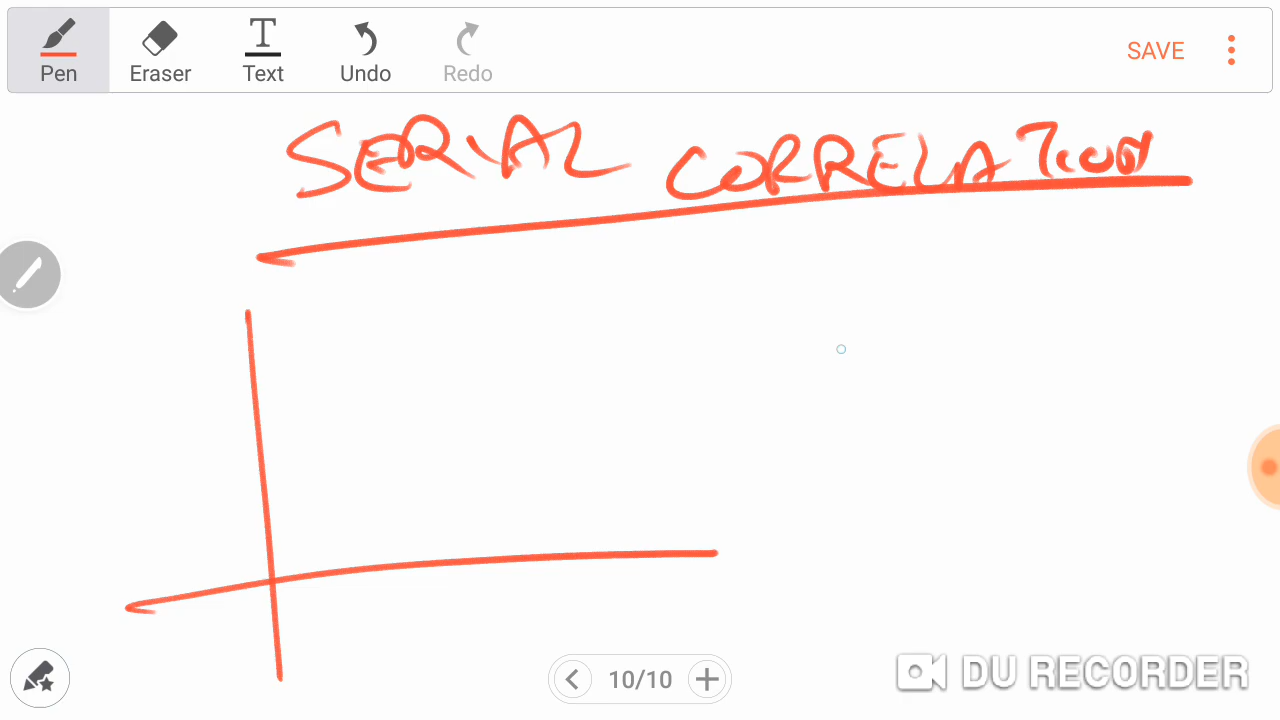 Pen Eraser Text Undo Redo SAVE
SERIAL CORRELATION
10/10
DU RECORDER